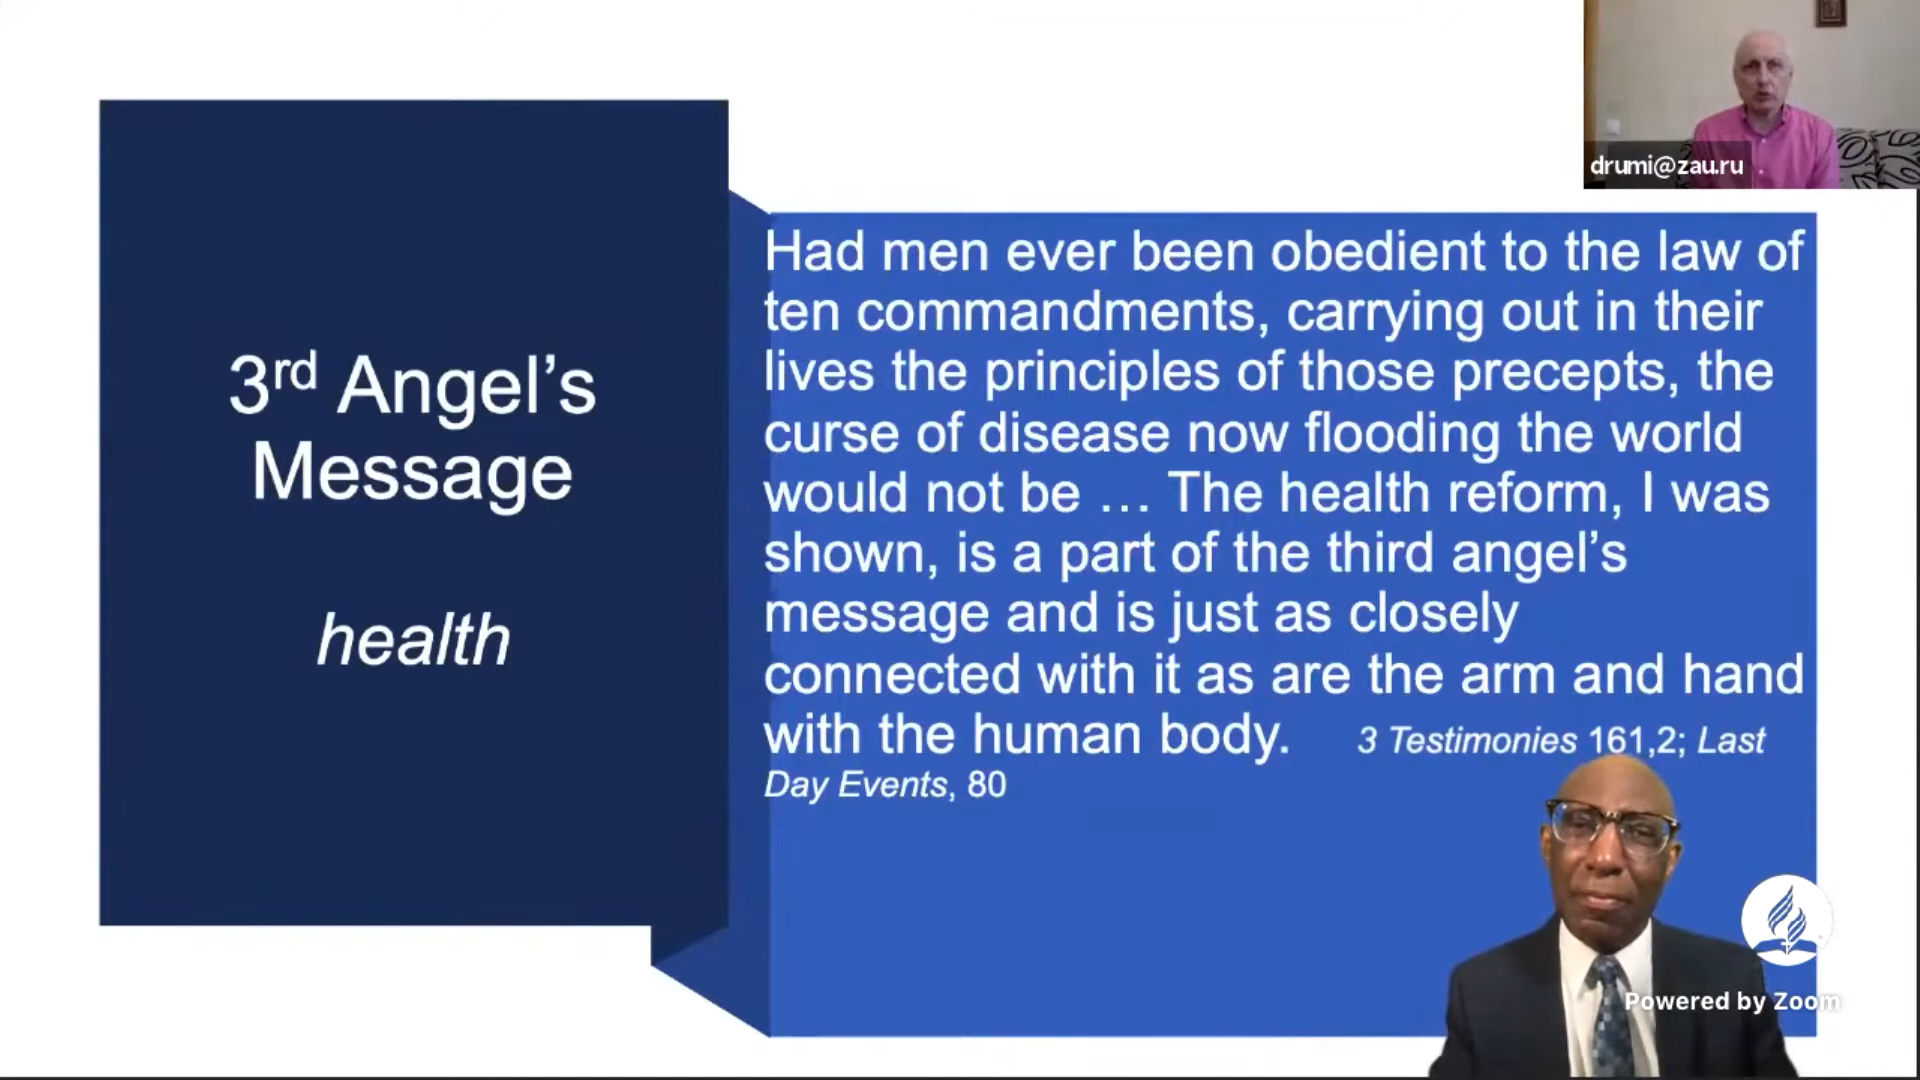 drumi@zau.ru
3rd Angel’s
Message
health
Had men ever been obedient to the law of
ten commandments, carrying out in their
lives the principles of those precepts, the
curse of disease now flooding the world
would not be … The health reform, I was
shown, is a part of the third angel’s
message and is just as closely
connected with it as are the arm and hand
with the human body. 3 Testimonies 161,2; Last
Day Events, 80
Powered by Zoom